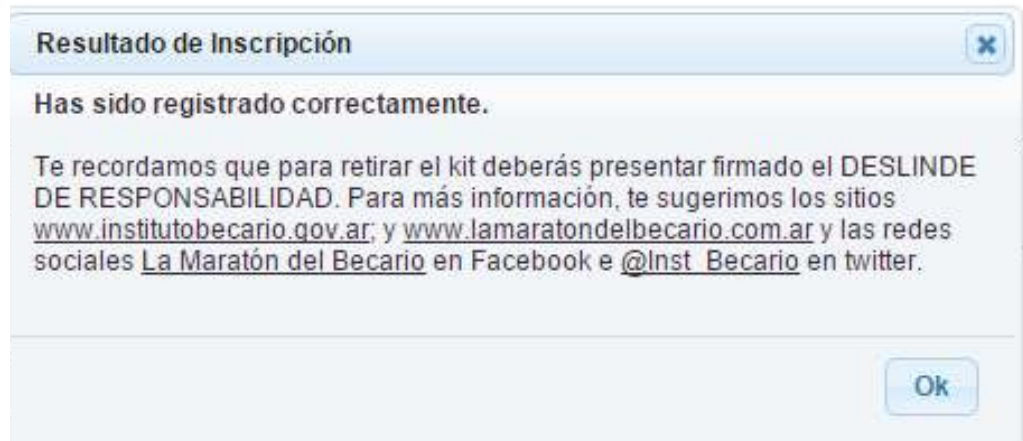 Resultado de Inscripción
Has sido registrado correctamente.
Te recordamos que para retirar el kit deberás presentar firmado el DESLINDE
DE RESPONSABILIDAD. Para más información, te sugerimos los sitios
www.institutobecario.gov.ar; y www.lamaratondelbecario.com.ar y las redes
sociales La Maratón del Becario en Facebook e @Inst_Becario en twitter.
Ok